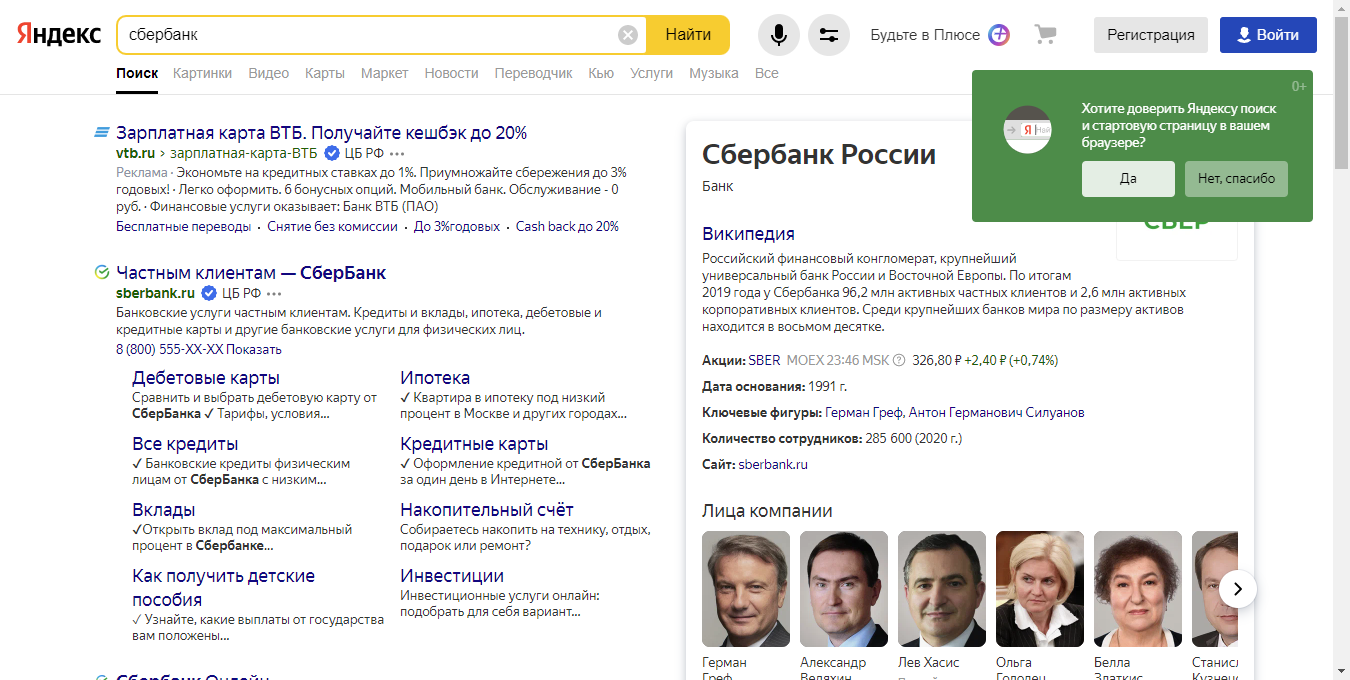 Яндекс
сбербанк
Найти
Будьте в Плюсе
Регистрация
Войти
Поиск Картинки Видео Карты Маркет Новости Переводчик Кью Услуги Музыка Все
0+
Хотите доверить Яндексу поиск
и стартовую страницу в вашем
браузере?
Да
Нет, спасибо
Зарплатная карта ВТБ. Получайте кешбэк до 20%
vtb.ru › зарплатная-карта-ВТБ ЦБ РФ
Реклама · Экономьте на кредитных ставках до 1%. Приумножайте сбережения до 3%
годовых! · Легко оформить. 6 бонусных опций. Мобильный банк. Обслуживание - 0
руб. · Финансовые услуги оказывает: Банк ВТБ (ПАО)
Бесплатные переводы · Снятие без комиссии · До 3%годовых · Cash back до 20%
Частным клиентам — СберБанк
sberbank.ru ЦБ РФ
Банковские услуги частным клиентам. Кредиты и вклады, ипотека, дебетовые и
кредитные карты и другие банковские услуги для физических лиц.
8 (800) 555-XX-XX Показать
Дебетовые карты
Сравнить и выбрать дебетовую карту от
СберБанка ✓ Тарифы, условия...
Ипотека
✓ Квартира в ипотеку под низкий
процент в Москве и других городах...
Все кредиты
✓ Банковские кредиты физическим
лицам от СберБанка с низким...
Кредитные карты
✓ Оформление кредитной от СберБанка
за один день в Интернете...
Вклады
✓Открыть вклад под максимальный
процент в Сбербанке...
Накопительный счёт
Собираетесь накопить на технику, отдых,
подарок или ремонт?
Как получить детские
пособия
✓ Узнайте, какие выплаты от государства
вам положены...
Инвестиции
Инвестиционные услуги онлайн:
подобрать для себя вариант...
Сбербанк Онлайн
Сбербанк России
Банк
СБЕР
Википедия
Российский финансовый конгломерат, крупнейший
универсальный банк России и Восточной Европы. По итогам
2019 года у Сбербанка 96,2 млн активных частных клиентов и 2,6 млн активных
корпоративных клиентов. Среди крупнейших банков мира по размеру активов
находится в восьмом десятке.
Акции: SBER MOEX 23:46 MSK 326,80 ₽ +2,40 ₽ (+0,74%)
Дата основания: 1991 г.
Ключевые фигуры: Герман Греф, Антон Германович Силуанов
Количество сотрудников: 285 600 (2020 г.)
Сайт: sberbank.ru
Лица компании
Герман
Греф
Александр
Ведяхин
Лев Хасис
Ольга
Голодец
Белла
Златкис